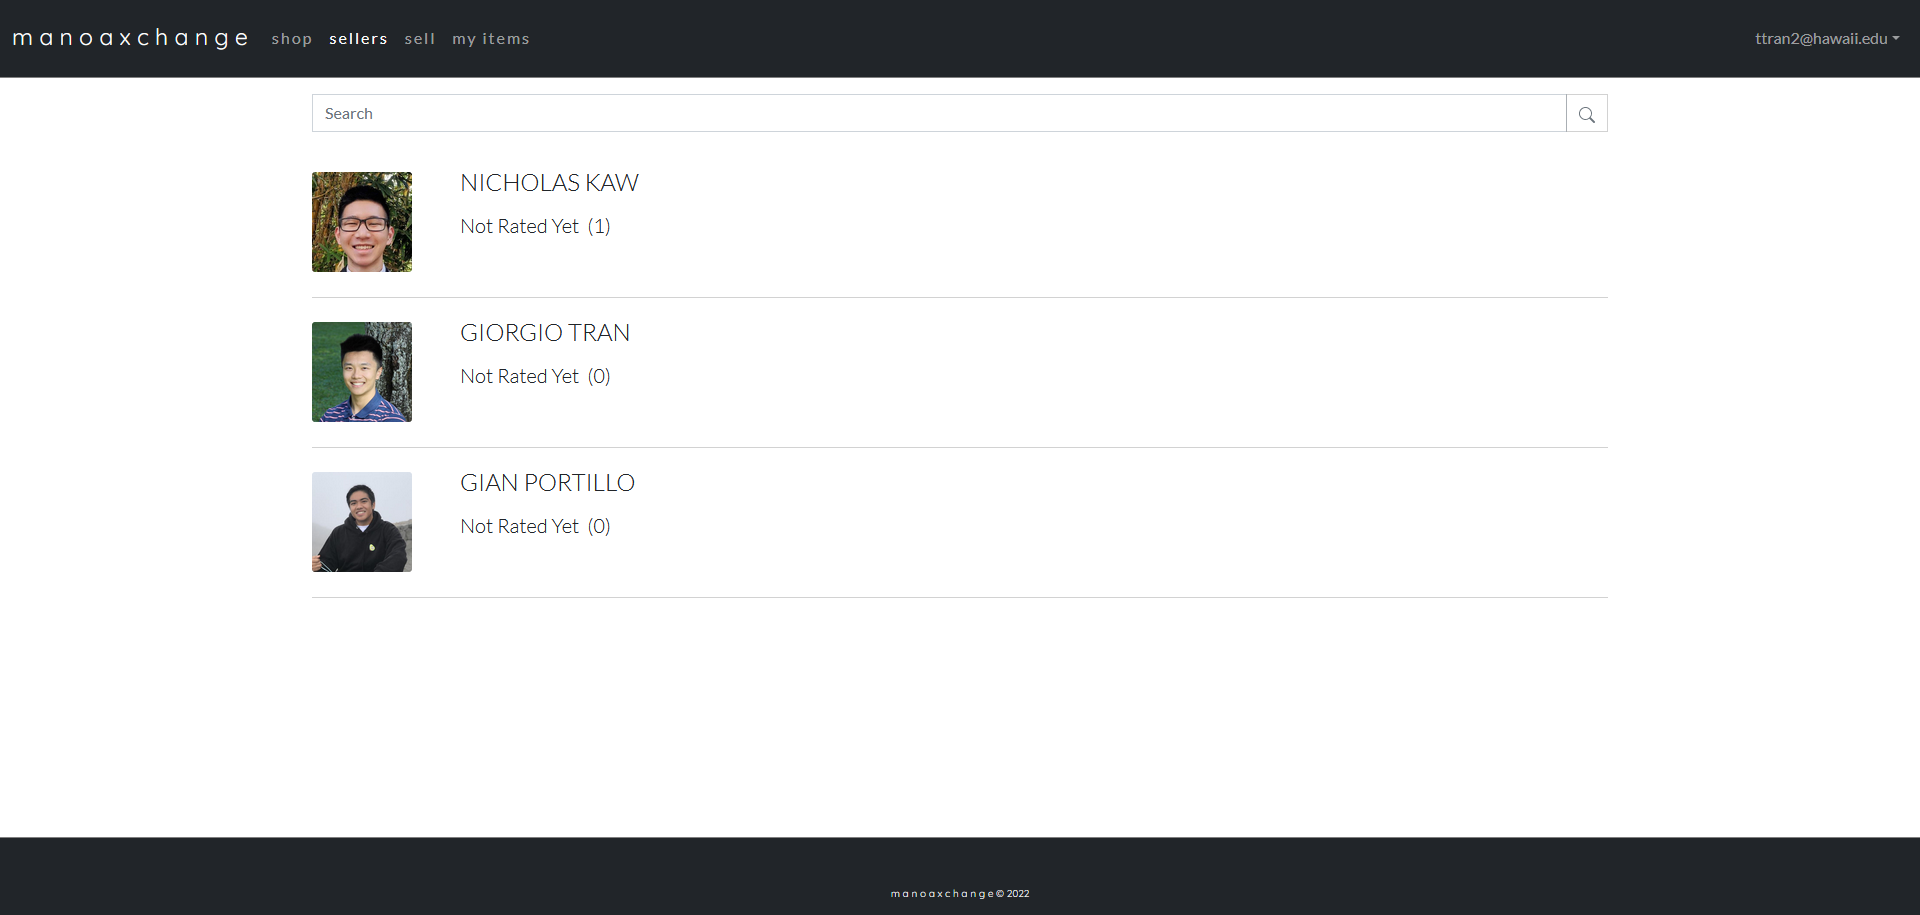 manoaxchange shop sellers sell my items ttran2@hawaii.edu
Search
NICHOLAS KAW
Not Rated Yet (1)
GIORGIO TRAN
Not Rated Yet (0)
GIAN PORTILLO
Not Rated Yet (0)
manoaxchange© 2022